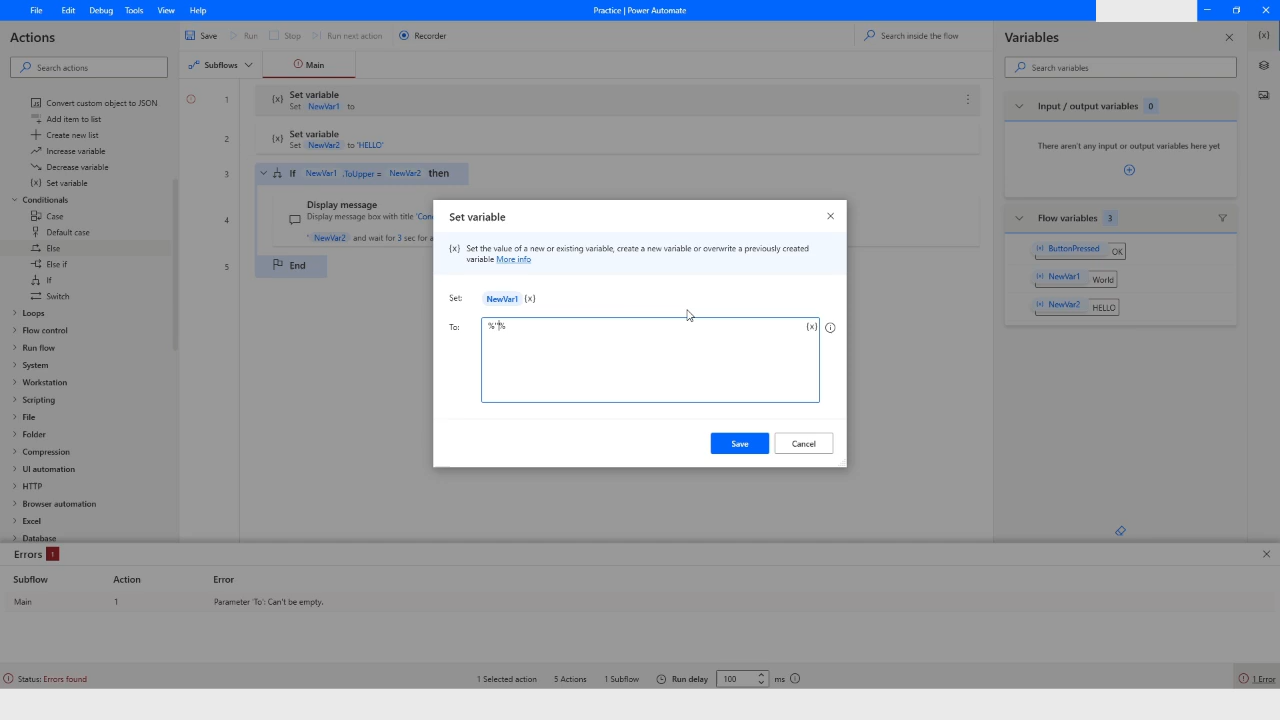 File Edit Debug Tools View Help Practice | Power Automate
Actions
Save Run Stop Run next action Recorder Search inside the flow
Variables {x}
Search actions
Subflows Main
Search variables
Convert custom object to JSON
Add item to list
Create new list
Increase variable
Decrease variable
{x} Set variable
Conditionals
Case
Default case
Else
Else if
If
Switch
Loops
Flow control
Run flow
System
Workstation
Scripting
File
Folder
Compression
UI automation
HTTP
Browser automation
Excel
Database
1 {x} Set variable
Set NewVar1 to
2 {x} Set variable
Set NewVar2 to 'HELLO'
3 If NewVar1 .ToUpper = NewVar2 then
4 Display message
Display message box with title 'Con
' NewVar2 and wait for 3 sec for a
5 End
Input / output variables 0
There aren't any input or output variables here yet
Flow variables 3
{x} ButtonPressed OK
{x} NewVar1 World
{x} NewVar2 HELLO
Set variable
{x} Set the value of a new or existing variable, create a new variable or overwrite a previously created
variable More info
Set: NewVar1 {x}
To: %''% {x}
Save Cancel
Errors 1
Subflow Action Error
Main 1 Parameter 'To': Can't be empty.
Status: Errors found 1 Selected action 5 Actions 1 Subflow Run delay 100 ms 1 Error